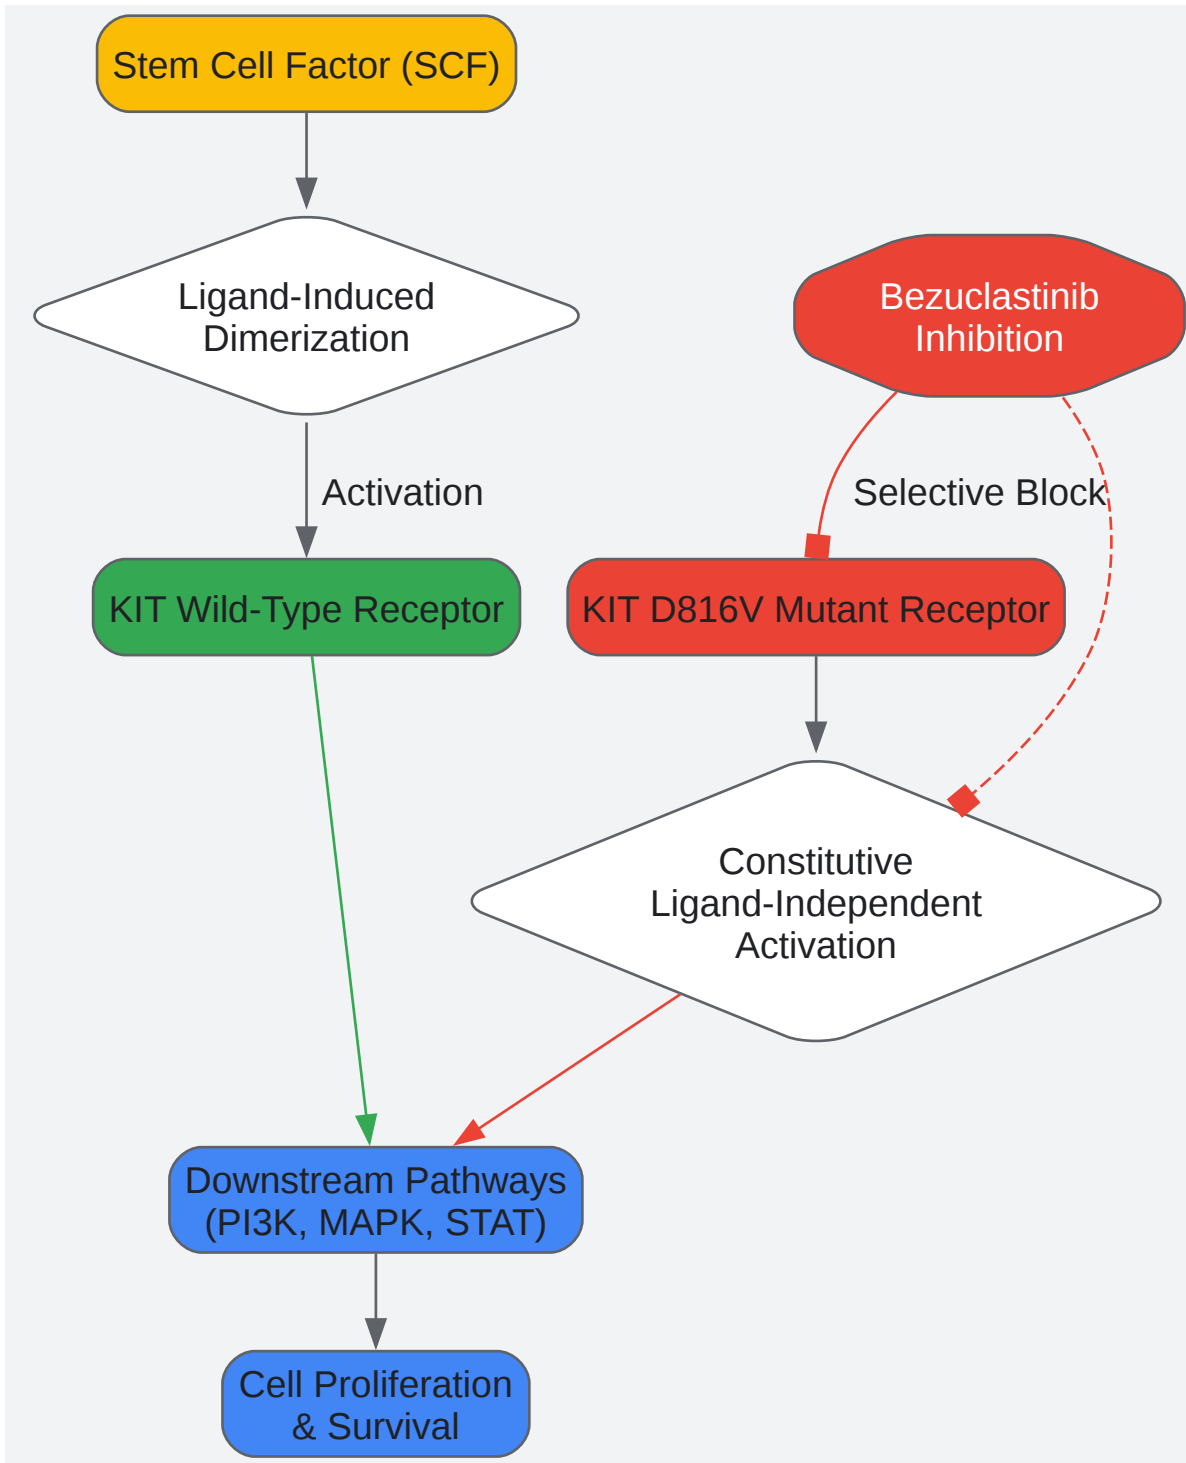 Stem Cell Factor (SCF)
Ligand-Induced
Dimerization
Bezuclastinib
Inhibition
Activation
Selective Block
KIT Wild-Type Receptor
KIT D816V Mutant Receptor
Constitutive
Ligand-Independent
Activation
Downstream Pathways
(PI3K, MAPK, STAT)
Cell Proliferation
& Survival